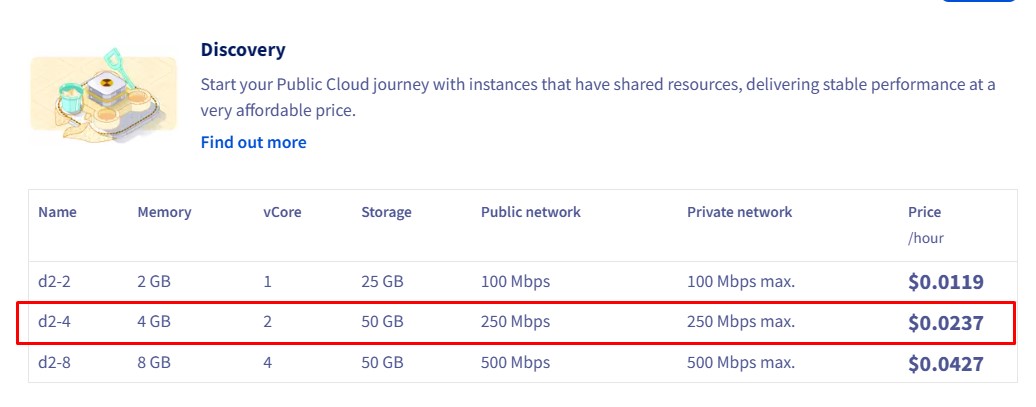 Discovery
Start your Public Cloud journey with instances that have shared resources, delivering stable performance at a
very affordable price.
Find out more
Name Memory vCore Storage Public network Private network Price
/hour
d2-2 2 GB 1 25 GB 100 Mbps 100 Mbps max. $0.0119
d2-4 4 GB 2 50 GB 250 Mbps 250 Mbps max. $0.0237
d2-8 8 GB 4 50 GB 500 Mbps 500 Mbps max. $0.0427